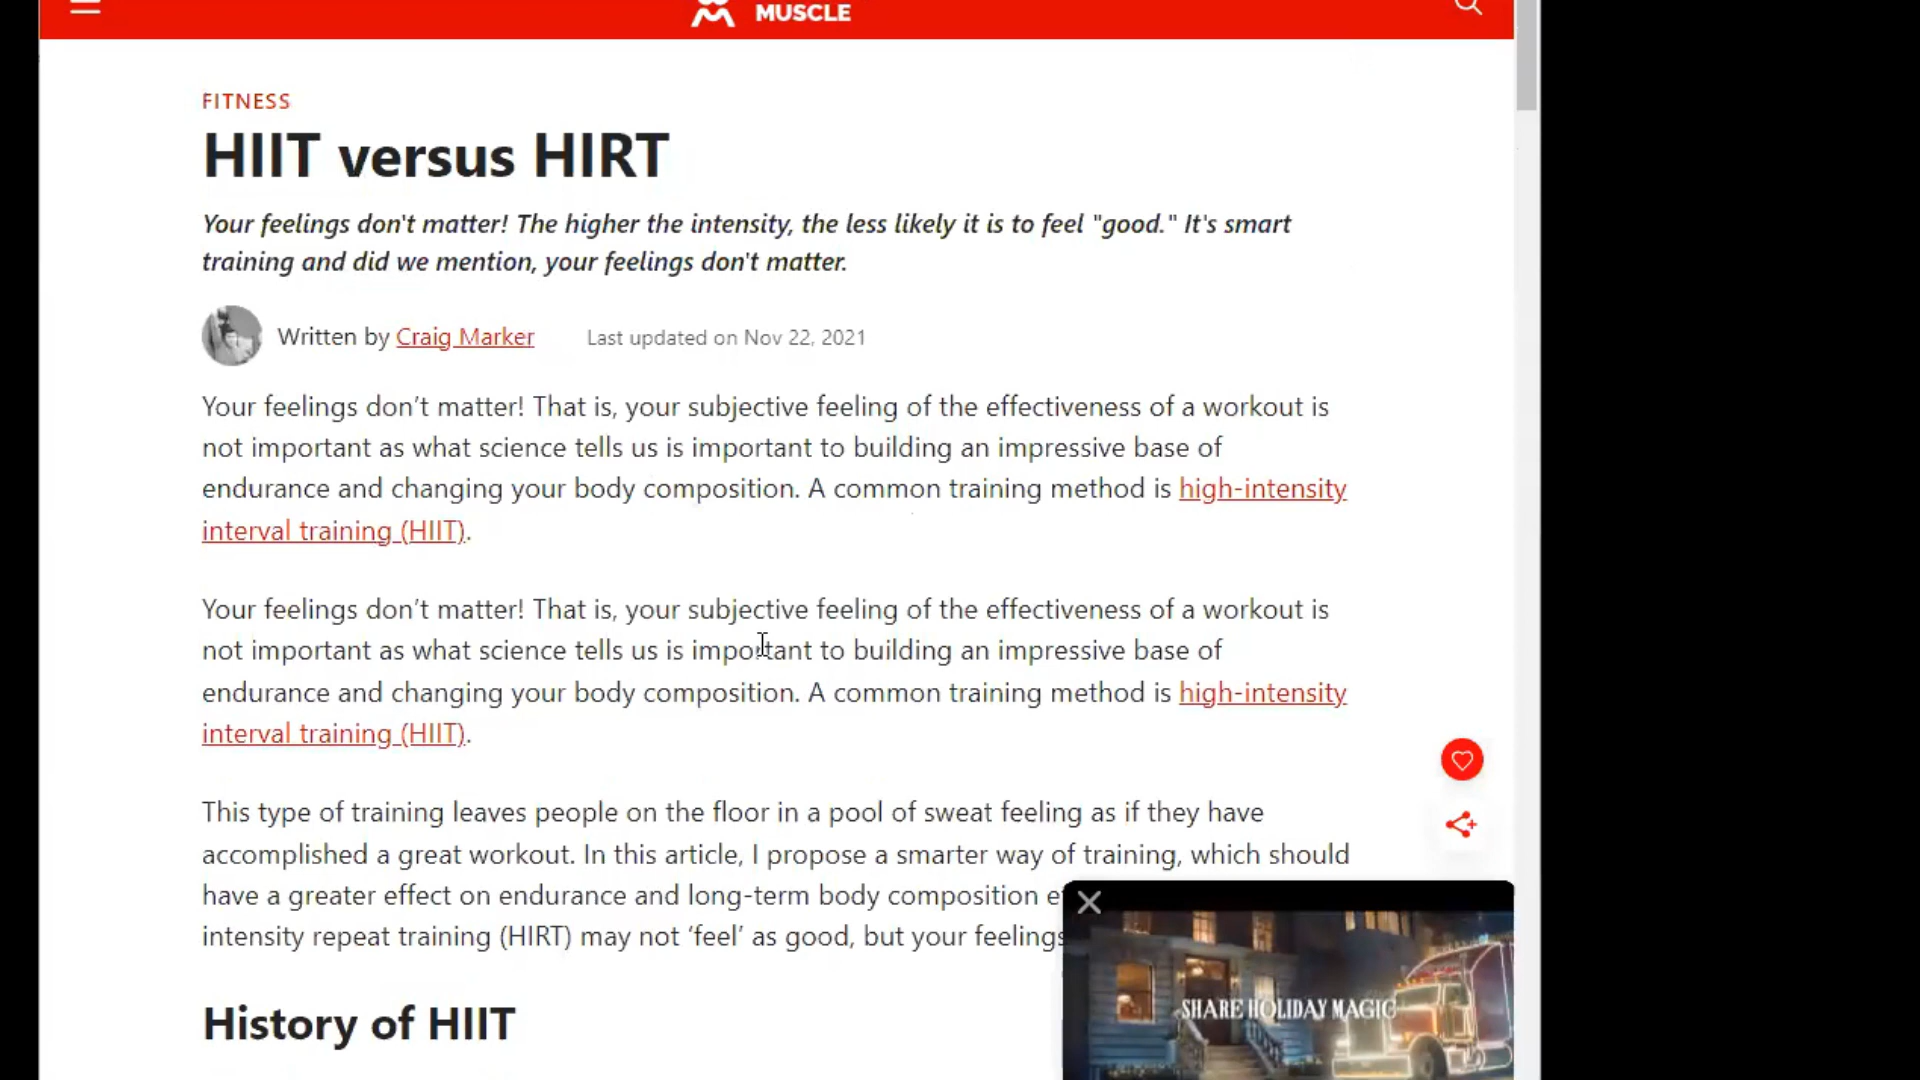 MUSCLE
FITNESS
HIIT versus HIRT
Your feelings don't matter! The higher the intensity, the less likely it is to feel "good." It's smart
training and did we mention, your feelings don't matter.
Written by Craig Marker
Last updated on Nov 22, 2021
Your feelings don’t matter! That is, your subjective feeling of the effectiveness of a workout is
not important as what science tells us is important to building an impressive base of
endurance and changing your body composition. A common training method is high-intensity
interval training (HIIT).
Your feelings don’t matter! That is, your subjective feeling of the effectiveness of a workout is
not important as what science tells us is important to building an impressive base of
endurance and changing your body composition. A common training method is high-intensity
interval training (HIIT).
This type of training leaves people on the floor in a pool of sweat feeling as if they have
accomplished a great workout. In this article, I propose a smarter way of training, which should
have a greater effect on endurance and long-term body composition
intensity repeat training (HIRT) may not ‘feel’ as good, but your feelings
SHARE HOLIDAY MAGIC
History of HIIT